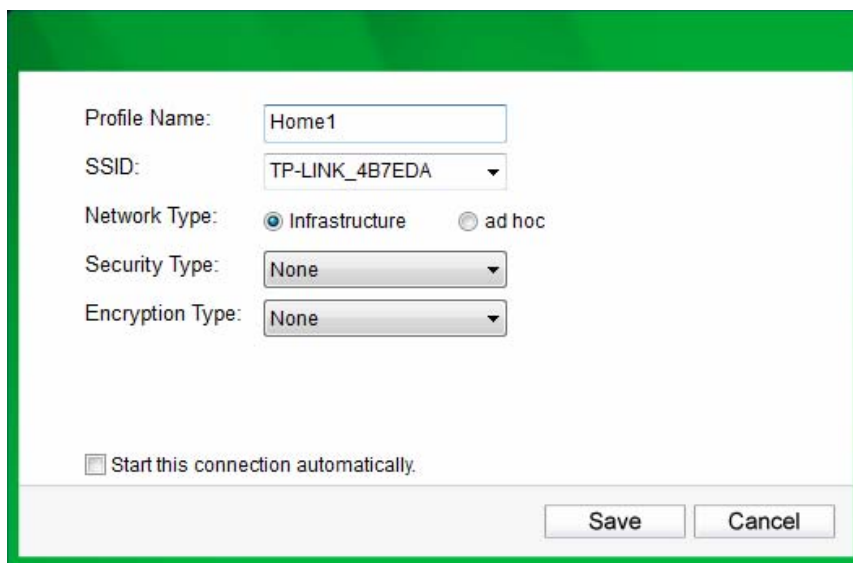 Profile Name: Home1
SSID: TP-LINK_4B7EDA
Network Type: Infrastructure ad hoc
Security Type: None
Encryption Type: None
Start this connection automatically.
Save Cancel